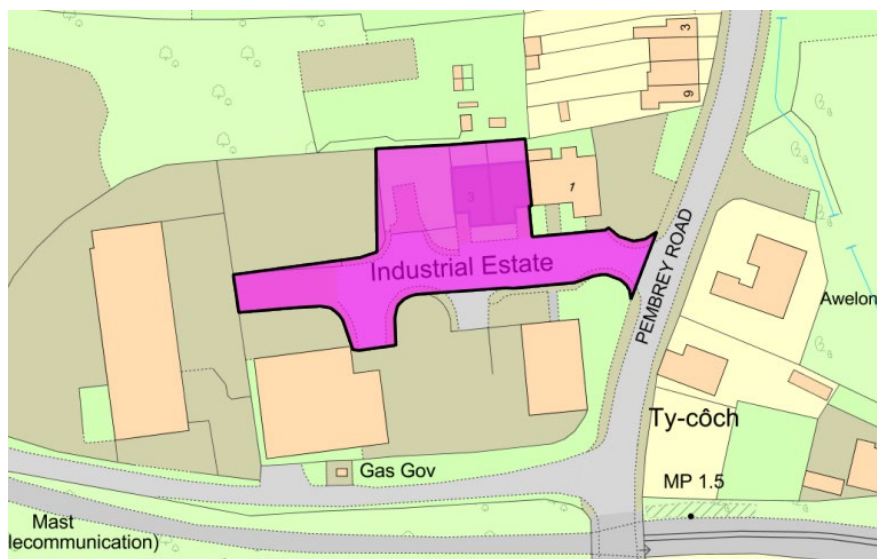 3
9
3
1
Industrial Estate
PEMBREY ROAD
Awelon
Ty-côch
MP 1.5
Gas Gov
Mast
lecommunication)